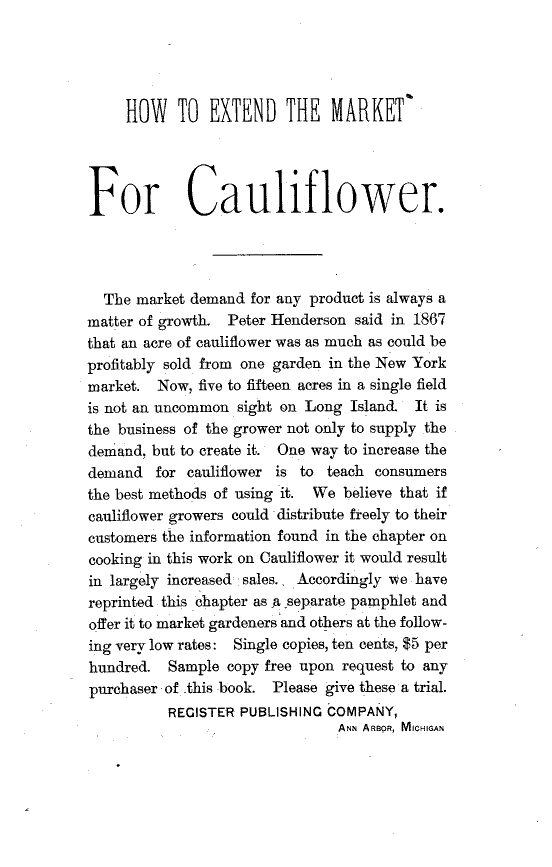 HOW TO EXTEND THE MARKET
For Cauliflower.
The market demand for any product is always a
matter of growth. Peter Henderson said in 1867
that an acre of cauliflower was as much as could be
profitably sold from one garden in the New York
market. Now, five to fifteen acres in a single field
is not an uncommon sight on Long Island. It is
the business of the grower not only to supply the
demand, but to create it. One way to increase the
demand for cauliflower is to teach consumers
the best methods of using it. We believe that if
cauliflower growers could distribute freely to their
customers the information found in the chapter on
cooking in this work on Cauliflower it would result
in largely increased sales. Accordingly we have
reprinted this chapter as a separate pamphlet and
offer it to market gardeners and others at the follow-
ing very low rates: Single copies, ten cents, $5 per
hundred. Sample copy free upon request to any
purchaser of this book. Please give these a trial.
REGISTER PUBLISHING COMPANY,
ANN ARBOR, MICHIGAN